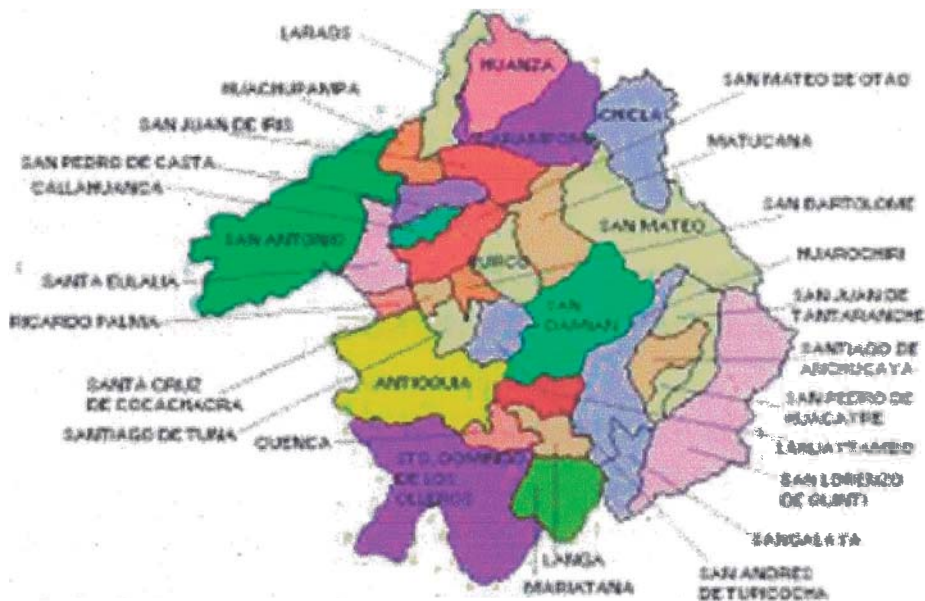 LARAOS
HUANZA
HUACHUPAMPA
SAN MATEO DE OTAO
CHICLA
SAN JUAN DE IRIS
CARAMPOMA
MATUCANA
SAN PEDRO DE CASTA
CALLAHUANCA
SAN BARTOLOME
SAN MATEO
SAN ANTONIO
SURCO
HUAROCHIRI
SANTA EULALIA
SAN JUAN DE
TANTARANCHE
RICARDO PALMA
SAN
DAMIAN
SANTIAGO DE
ANCHUCAYA
SANTA CRUZ
DE COCACHACRA
ANTIOQUIA
SAN PEDRO DE
SANTIAGO DE TUNA
CUENCA
SAN LORENZO
DE QUINTI
STO. DOMINGO
DE LOS
OLLEROS
SANGALAYA
LANGA
MARIATANA
SAN ANDRES
DE TUPICOCHA